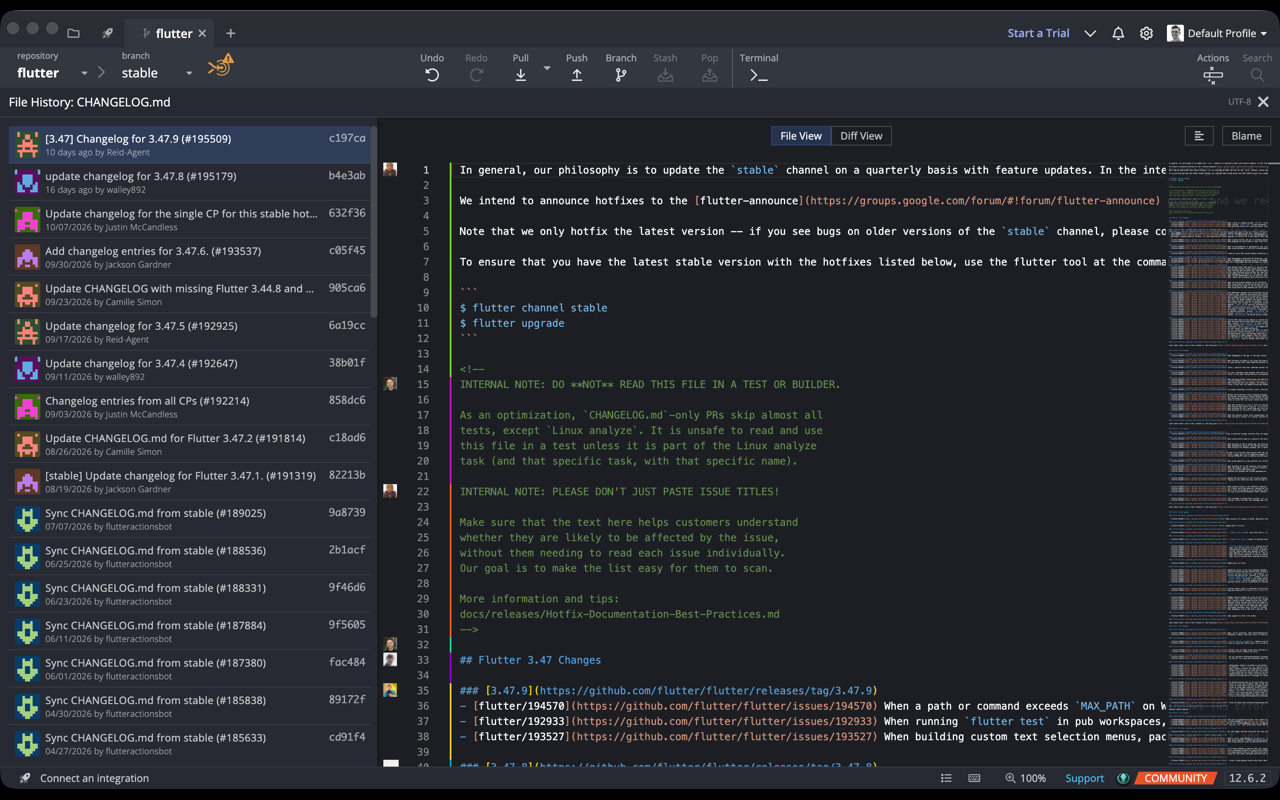 flutter
Start a Trial
Default Profile
repository
flutter
branch
stable
Undo
Redo
Pull
Push
Branch
Stash
Pop
Terminal
Actions
Search
File History: CHANGELOG.md
UTF-8
[3.47] Changelog for 3.47.9 (#195509)
c197ca
10 days ago by Reid-Agent
update changelog for 3.47.8 (#195179)
b4e3ab
16 days ago by walley892
Update changelog for the single CP for this stable hot...
632f36
10/07/2026 by Justin McCandless
Add changelog entries for 3.47.6. (#193537)
c05f45
09/30/2026 by Jackson Gardner
Update CHANGELOG with missing Flutter 3.44.8 and ...
905ca6
09/23/2026 by Camille Simon
Update changelog for 3.47.5 (#192925)
6a19cc
09/17/2026 by Reid-Agent
Update changelog for 3.47.4 (#192647)
38b01f
09/11/2026 by walley892
Changelog entries from all CPs (#192214)
858dc6
09/03/2026 by Justin McCandless
Update CHANGELOG.md for Flutter 3.47.2 (#191814)
c18ad6
08/26/2026 by Camille Simon
[stable] Update changelog for Flutter 3.47.1. (#191319)
82213b
08/19/2026 by Jackson Gardner
Sync CHANGELOG.md from stable (#189025)
9a8739
07/07/2026 by flutteractionsbot
Sync CHANGELOG.md from stable (#188536)
2b1acf
06/25/2026 by flutteractionsbot
Sync CHANGELOG.md from stable (#188331)
9f46d6
06/23/2026 by flutteractionsbot
Sync CHANGELOG.md from stable (#187884)
9f5605
06/11/2026 by flutteractionsbot
Sync CHANGELOG.md from stable (#187380)
fac484
06/01/2026 by flutteractionsbot
Sync CHANGELOG.md from stable (#185838)
89172f
04/30/2026 by flutteractionsbot
Sync CHANGELOG.md from stable (#185633)
cd91f4
04/27/2026 by flutteractionsbot
File View
Diff View
Blame
1 In general, our philosophy is to update the `stable` channel on a quarterly basis with feature updates. In the inte
2
3 We intend to announce hotfixes to the [flutter-announce](https://groups.google.com/forum/#!forum/flutter-announce)
4
5 Note that we only hotfix the latest version -- if you see bugs on older versions of the `stable` channel, please co
6
7 To ensure that you have the latest stable version with the hotfixes listed below, use the flutter tool at the comma
8
9 ```
10 $ flutter channel stable
11 $ flutter upgrade
12 ```
13
14 <!--
15 INTERNAL NOTE: DO **NOT** READ THIS FILE IN A TEST OR BUILDER.
16
17 As an optimization, `CHANGELOG.md`-only PRs skip almost all
18 tests, except `Linux analyze`. It is unsafe to read and use
19 this file in a test unless it is part of the Linux analyze
20 task (and that specific task, with that specific name).
21
22 INTERNAL NOTE: PLEASE DON'T JUST PASTE ISSUE TITLES!
23
24 Make sure that the text here helps customers understand
25 whether they are likely to be affected by the issue,
26 without them needing to read each issue individually.
27 Our goal is to make the list easy for them to scan.
28
29 More information and tips:
30 docs/releases/Hotfix-Documentation-Best-Practices.md
31 -->
32
33 ## Flutter 3.47 Changes
34
35 ### [3.47.9](https://github.com/flutter/flutter/releases/tag/3.47.9)
36 - [flutter/194570](https://github.com/flutter/flutter/issues/194570) When a path or command exceeds `MAX_PATH` on W
37 - [flutter/192933](https://github.com/flutter/flutter/issues/192933) When running `flutter test` in pub workspaces,
38 - [flutter/193527](https://github.com/flutter/flutter/issues/193527) When building custom text selection menus, pac
39
40 ### [3.47.8](https://github.com/flutter/flutter/releases/tag/3.47.8)
Connect an integration
100%
Support
COMMUNITY
12.6.2